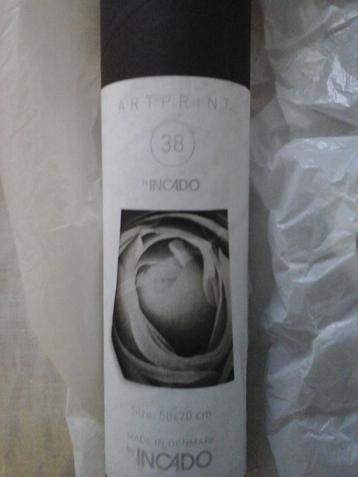 ARTPRINT
38
by INCADO
Size: 50x70 cm
MADE IN DENMARK
by INCADO